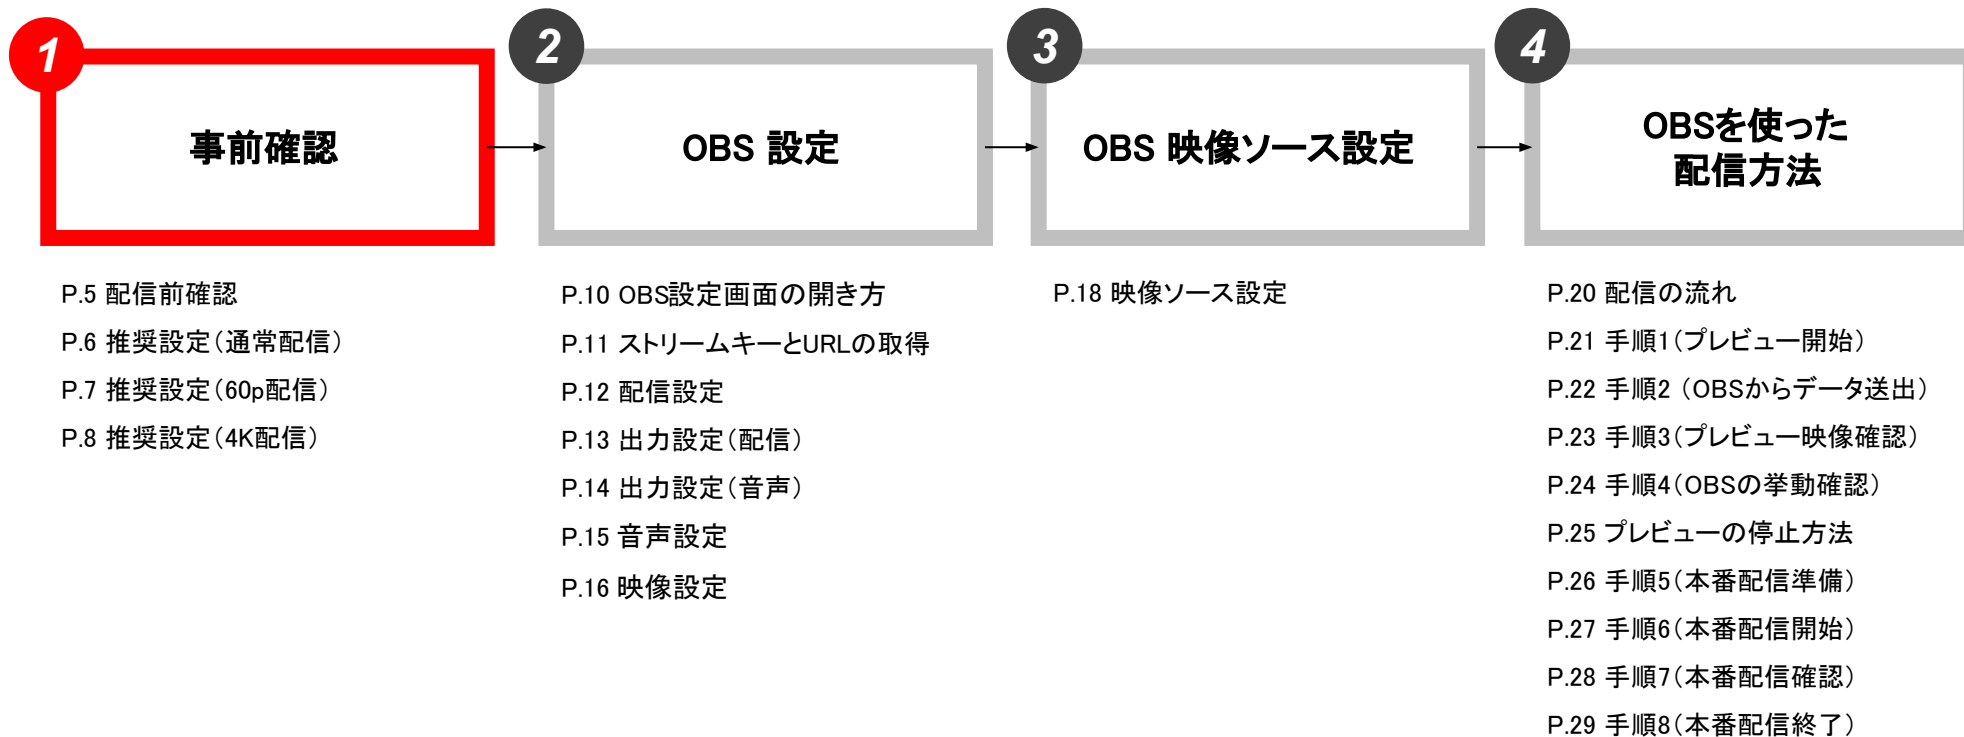 1
事前確認
P.5 配信前確認
P.6 推奨設定（通常配信）
P.7 推奨設定（60p配信）
P.8 推奨設定（4K配信）
2
OBS 設定
P.10 OBS設定画面の開き方
P.11 ストリームキーとURLの取得
P.12 配信設定
P.13 出力設定（配信）
P.14 出力設定（音声）
P.15 音声設定
P.16 映像設定
3
OBS 映像ソース設定
P.18 映像ソース設定
4
OBSを使った
配信方法
P.20 配信の流れ
P.21 手順1（プレビュー開始）
P.22 手順2 （OBSからデータ送出）
P.23 手順3（プレビュー映像確認）
P.24 手順4（OBSの挙動確認）
P.25 プレビューの停止方法
P.26 手順5（本番配信準備）
P.27 手順6（本番配信開始）
P.28 手順7（本番配信確認）
P.29 手順8（本番配信終了）